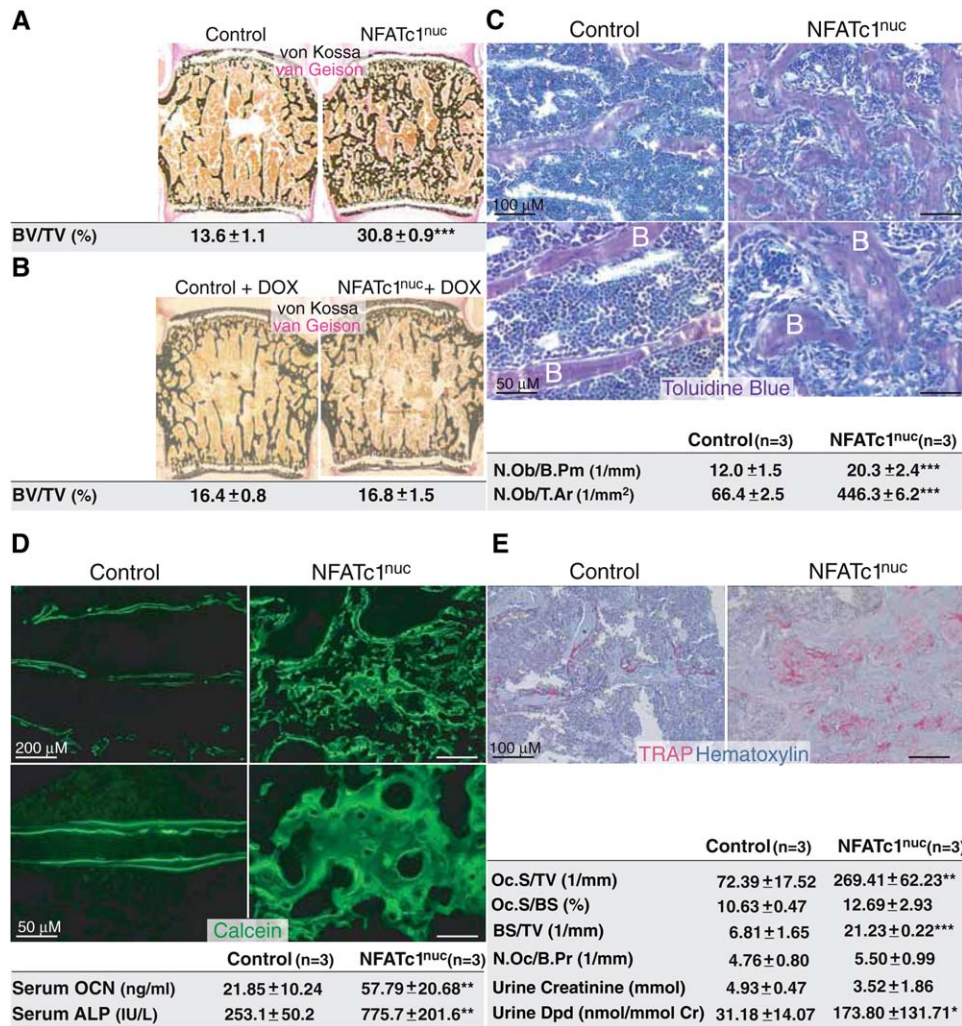 A
Control NFATc1nuc
von Kossa
van Geison
BV/TV (%) 13.6±1.1 30.8±0.9***
B
Control + DOX NFATc1nuc+ DOX
von Kossa
van Geison
BV/TV (%) 16.4±0.8 16.8±1.5
C
Control NFATc1nuc
100 µM
B B
B B
50 µM
Toluidine Blue
Control (n=3) NFATc1nuc(n=3)
N.Ob/B.Pm (1/mm) 12.0±1.5 20.3±2.4***
N.Ob/T.Ar (1/mm2) 66.4±2.5 446.3±6.2***
D
Control NFATc1nuc
200 µM
50 µM
Calcein
Control (n=3) NFATc1nuc(n=3)
Serum OCN (ng/ml) 21.85±10.24 57.79±20.68**
Serum ALP (IU/L) 253.1±50.2 775.7±201.6**
E
Control NFATc1nuc
100 µM
TRAP Hematoxylin
Control (n=3) NFATc1nuc(n=3)
Oc.S/TV (1/mm) 72.39±17.52 269.41±62.23**
Oc.S/BS (%) 10.63±0.47 12.69±2.93
BS/TV (1/mm) 6.81±1.65 21.23±0.22***
N.Oc/B.Pr (1/mm) 4.76±0.80 5.50±0.99
Urine Creatinine (mmol) 4.93±0.47 3.52±1.86
Urine Dpd (nmol/mmol Cr) 31.18±14.07 173.80±131.71*